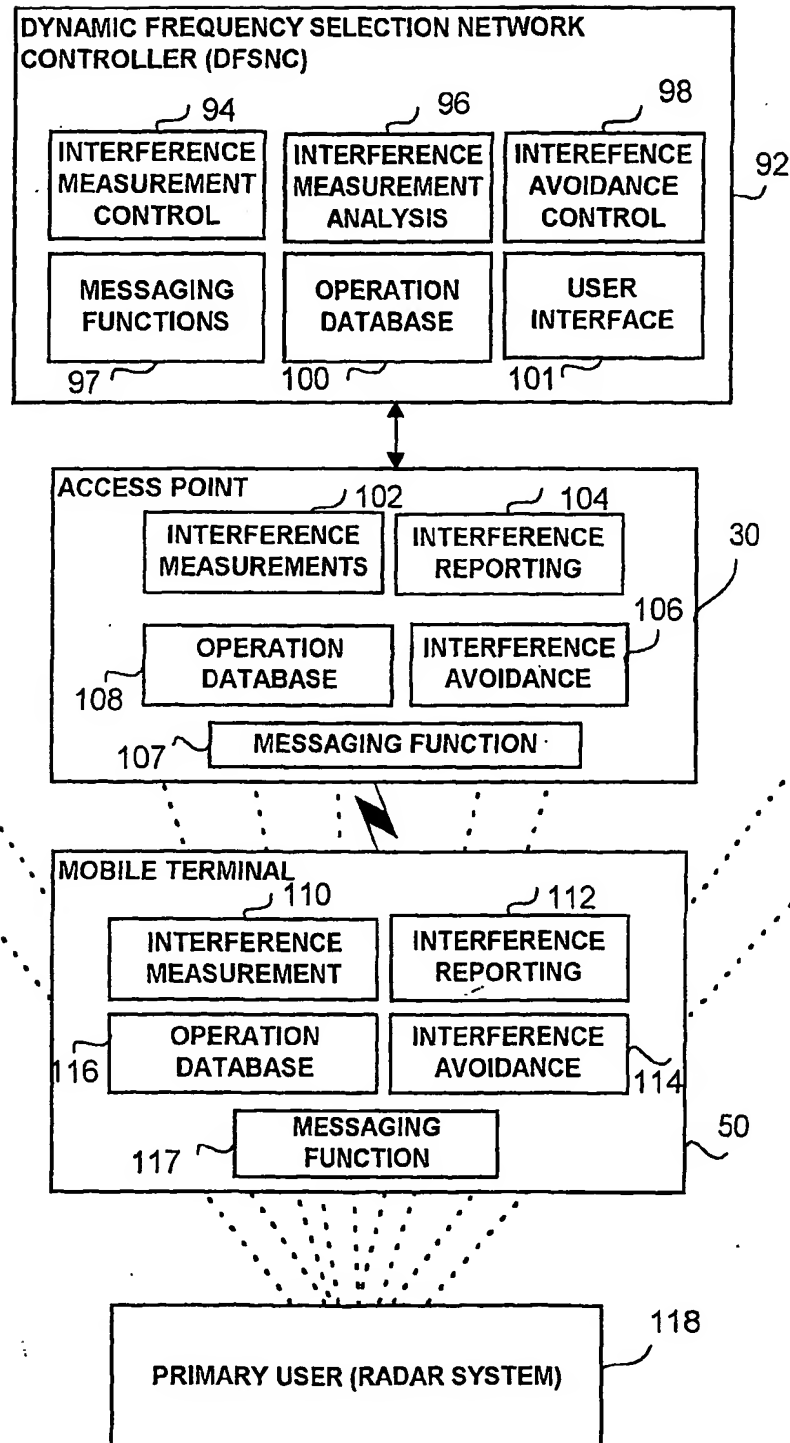 DYNAMIC FREQUENCY SELECTION NETWORK
CONTROLLER (DFSNC)
94
96
98
INTERFERENCE
MEASUREMENT
CONTROL
INTERFERENCE
MEASUREMENT
ANALYSIS
INTEREFENCE
AVOIDANCE
CONTROL
92
MESSAGING
FUNCTIONS
OPERATION
DATABASE
USER
INTERFACE
97
100
101
ACCESS POINT
102
104
INTERFERENCE
MEASUREMENTS
INTERFERENCE
REPORTING
30
106
OPERATION
DATABASE
INTERFERENCE
AVOIDANCE
108
MESSAGING FUNCTION
107
MOBILE TERMINAL
110
112
INTERFERENCE
MEASUREMENT
INTERFERENCE
REPORTING
OPERATION
DATABASE
INTERFERENCE
AVOIDANCE
116
114
MESSAGING
FUNCTION
117
50
118
PRIMARY USER (RADAR SYSTEM)